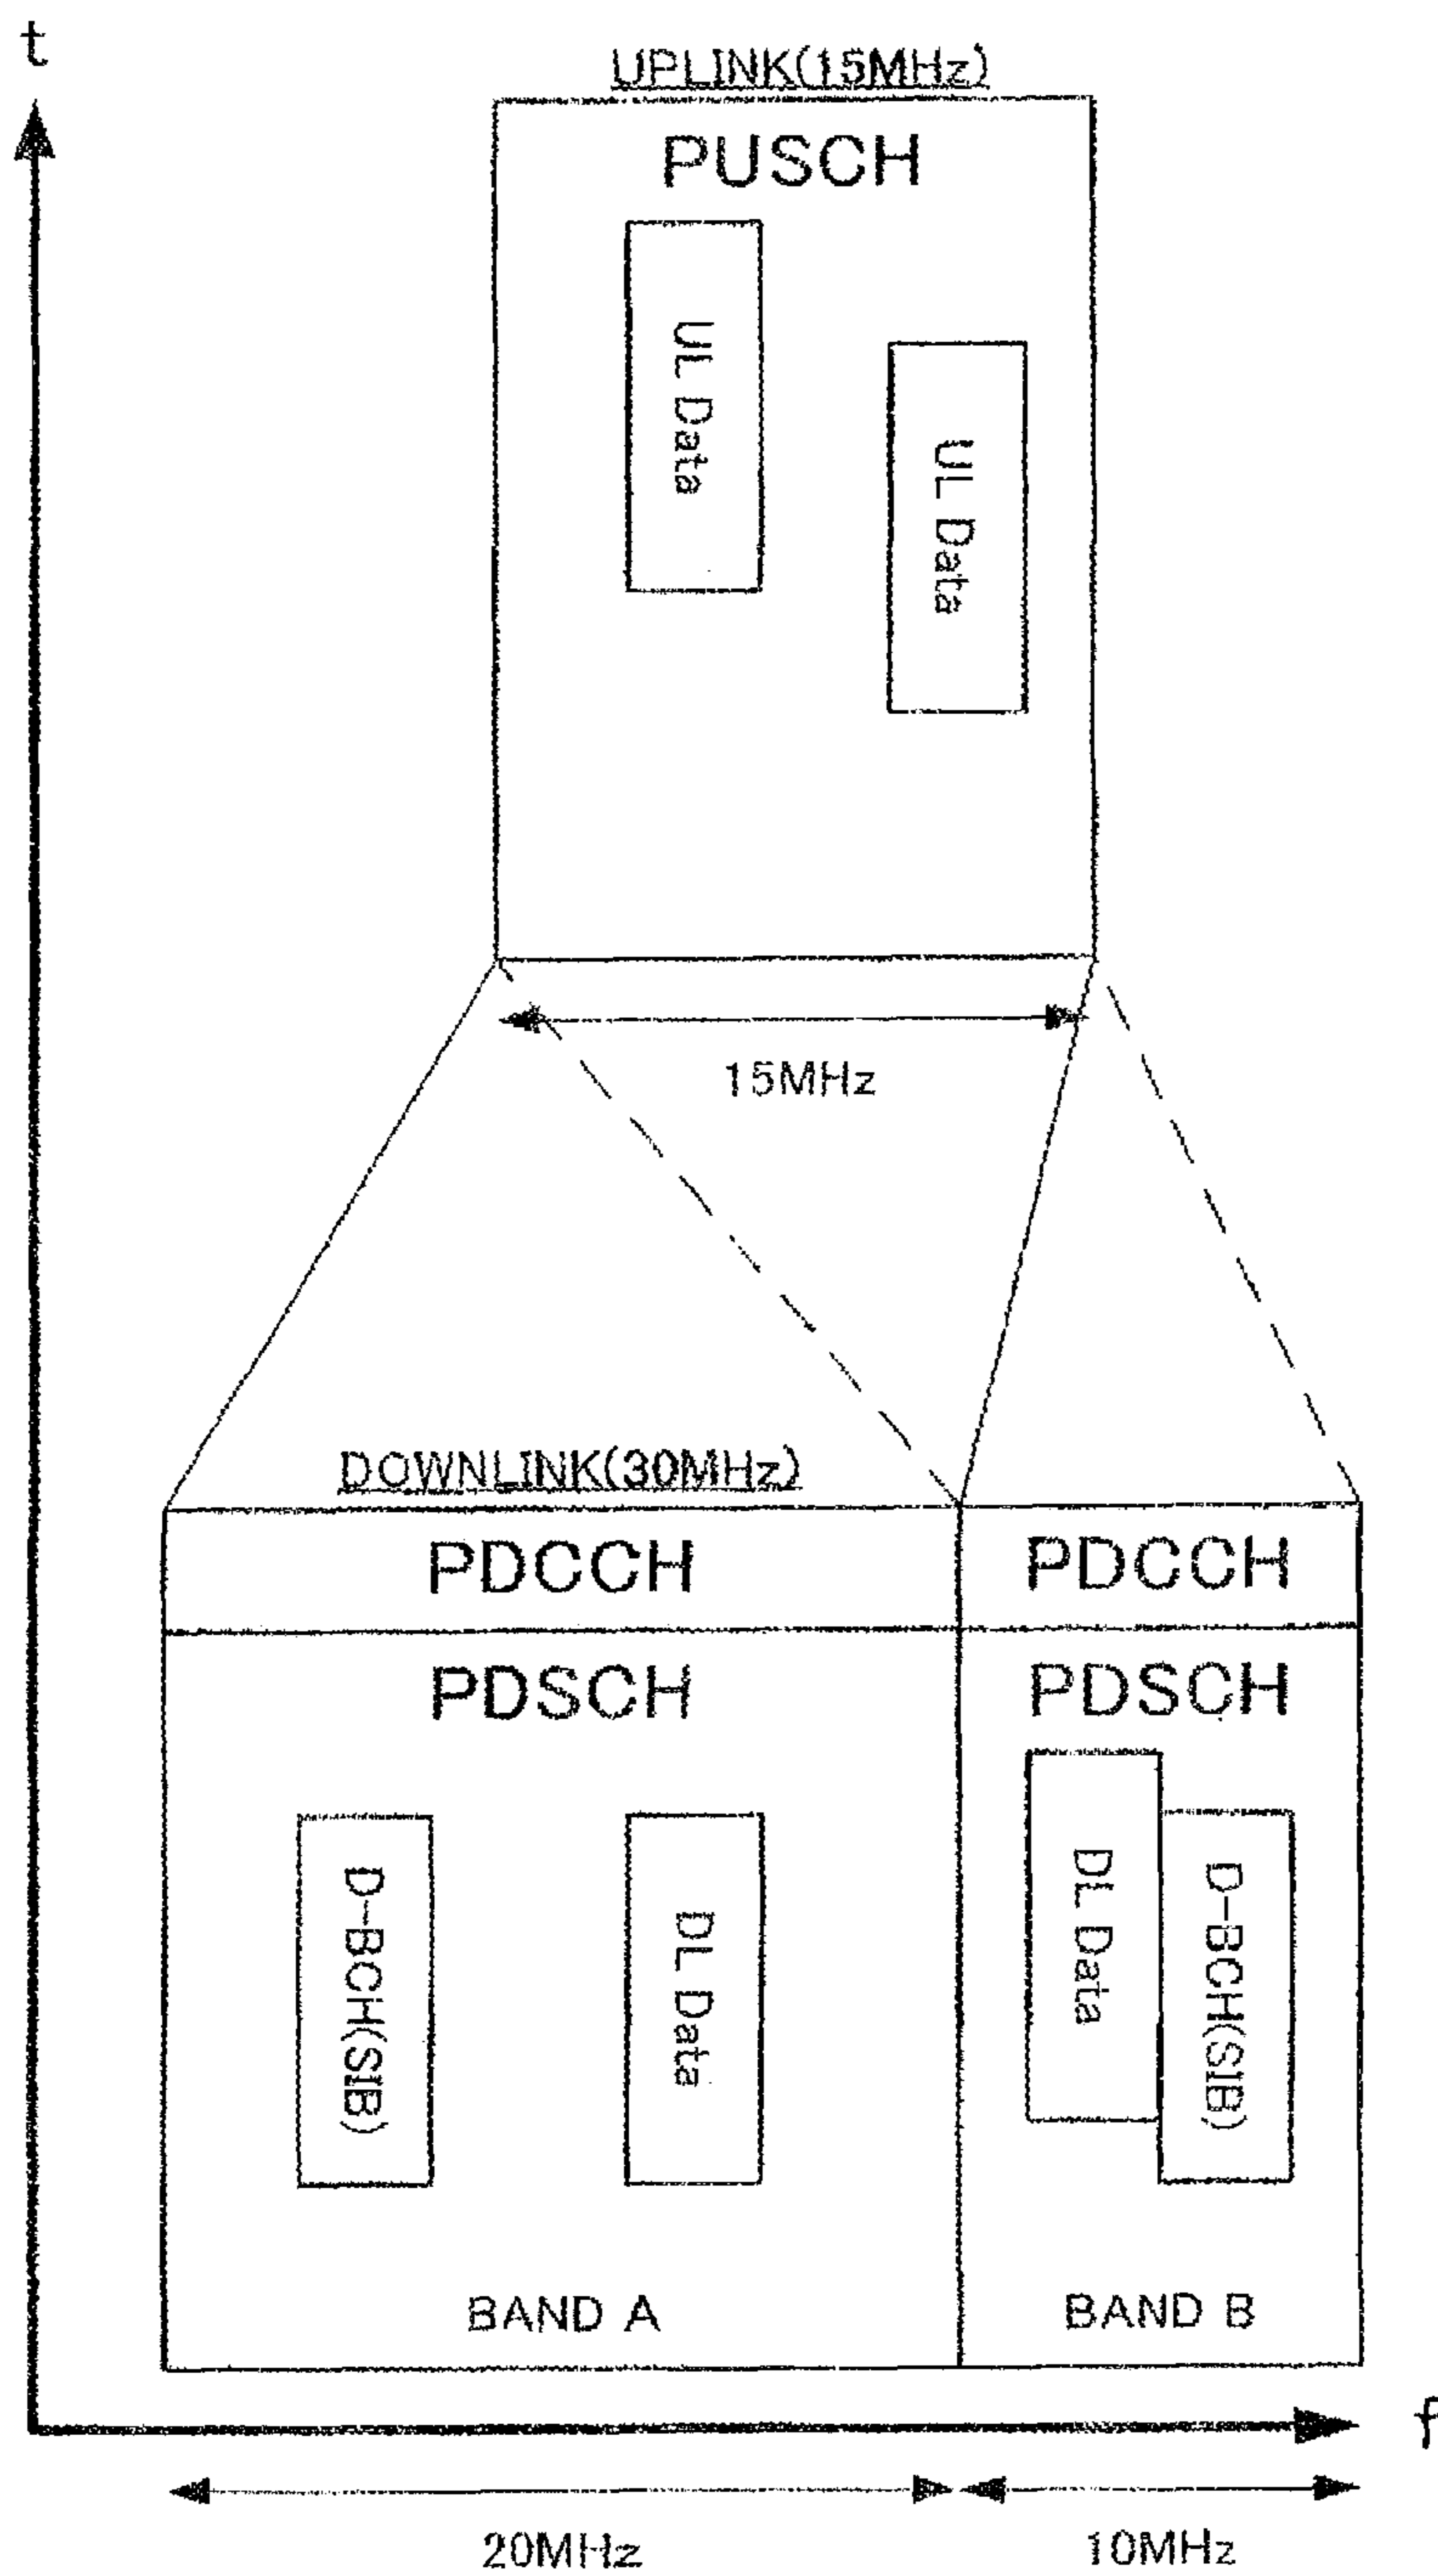 t
UPLINK(15MHz)
PUSCH
UL Data
UL Data
15MHz
DOWNLINK(30MHz)
PDCCH
PDCCH
PDSCH
PDSCH
D-BCH(SIB)
DL Data
DL Data
D-BCH(SIB)
BAND A
BAND B
f
20MHz
10MHz